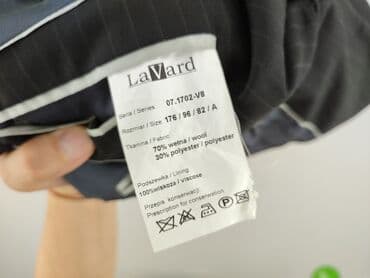 LaVard
Seria / Series 07.1702-V8
Rozmiar / Size 176 / 96 / 82 / A
Tkanina / Fabric
70% wełna / wool
30% polyester / polyester
Podszewka / Lining
100%wiskoza / viscose
Przepis konserwacji:
Prescription for conservation
P